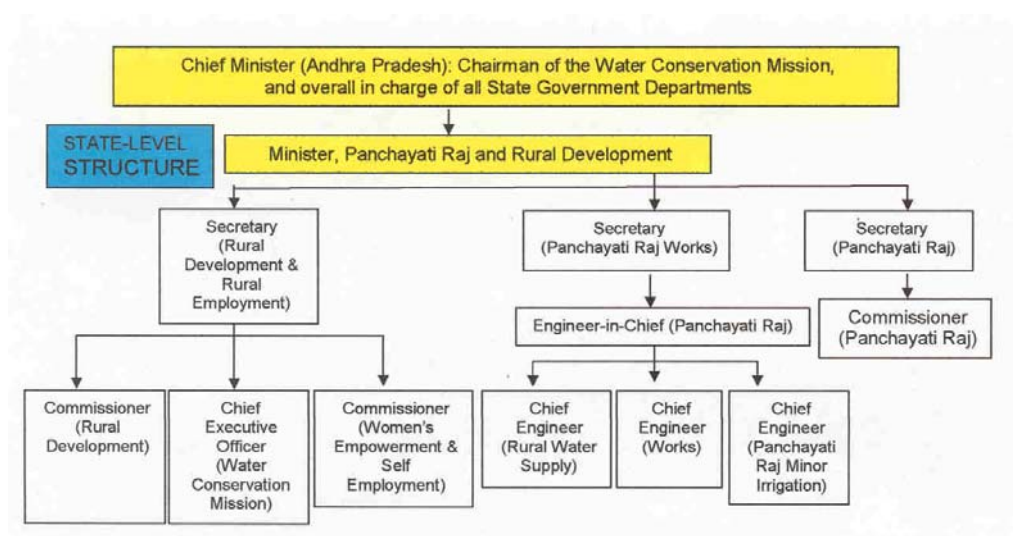 Chief Minister (Andhra Pradesh): Chairman of the Water Conservation Mission,
and overall in charge of all State Government Departments
STATE-LEVEL
STRUCTURE
Minister, Panchayati Raj and Rural Development
Secretary
(Rural
Development &
Rural
Employment)
Secretary
(Panchayati Raj Works)
Secretary
(Panchayati Raj)
Engineer-in-Chief (Panchayati Raj)
Commissioner
(Panchayati Raj)
Commissioner
(Rural
Development)
Chief
Executive
Officer
(Water
Conservation
Mission)
Commissioner
(Women's
Empowerment &
Self
Employment)
Chief
Engineer
(Rural Water
Supply)
Chief
Engineer
(Works)
Chief
Engineer
(Panchayati
Raj Minor
Irrigation)